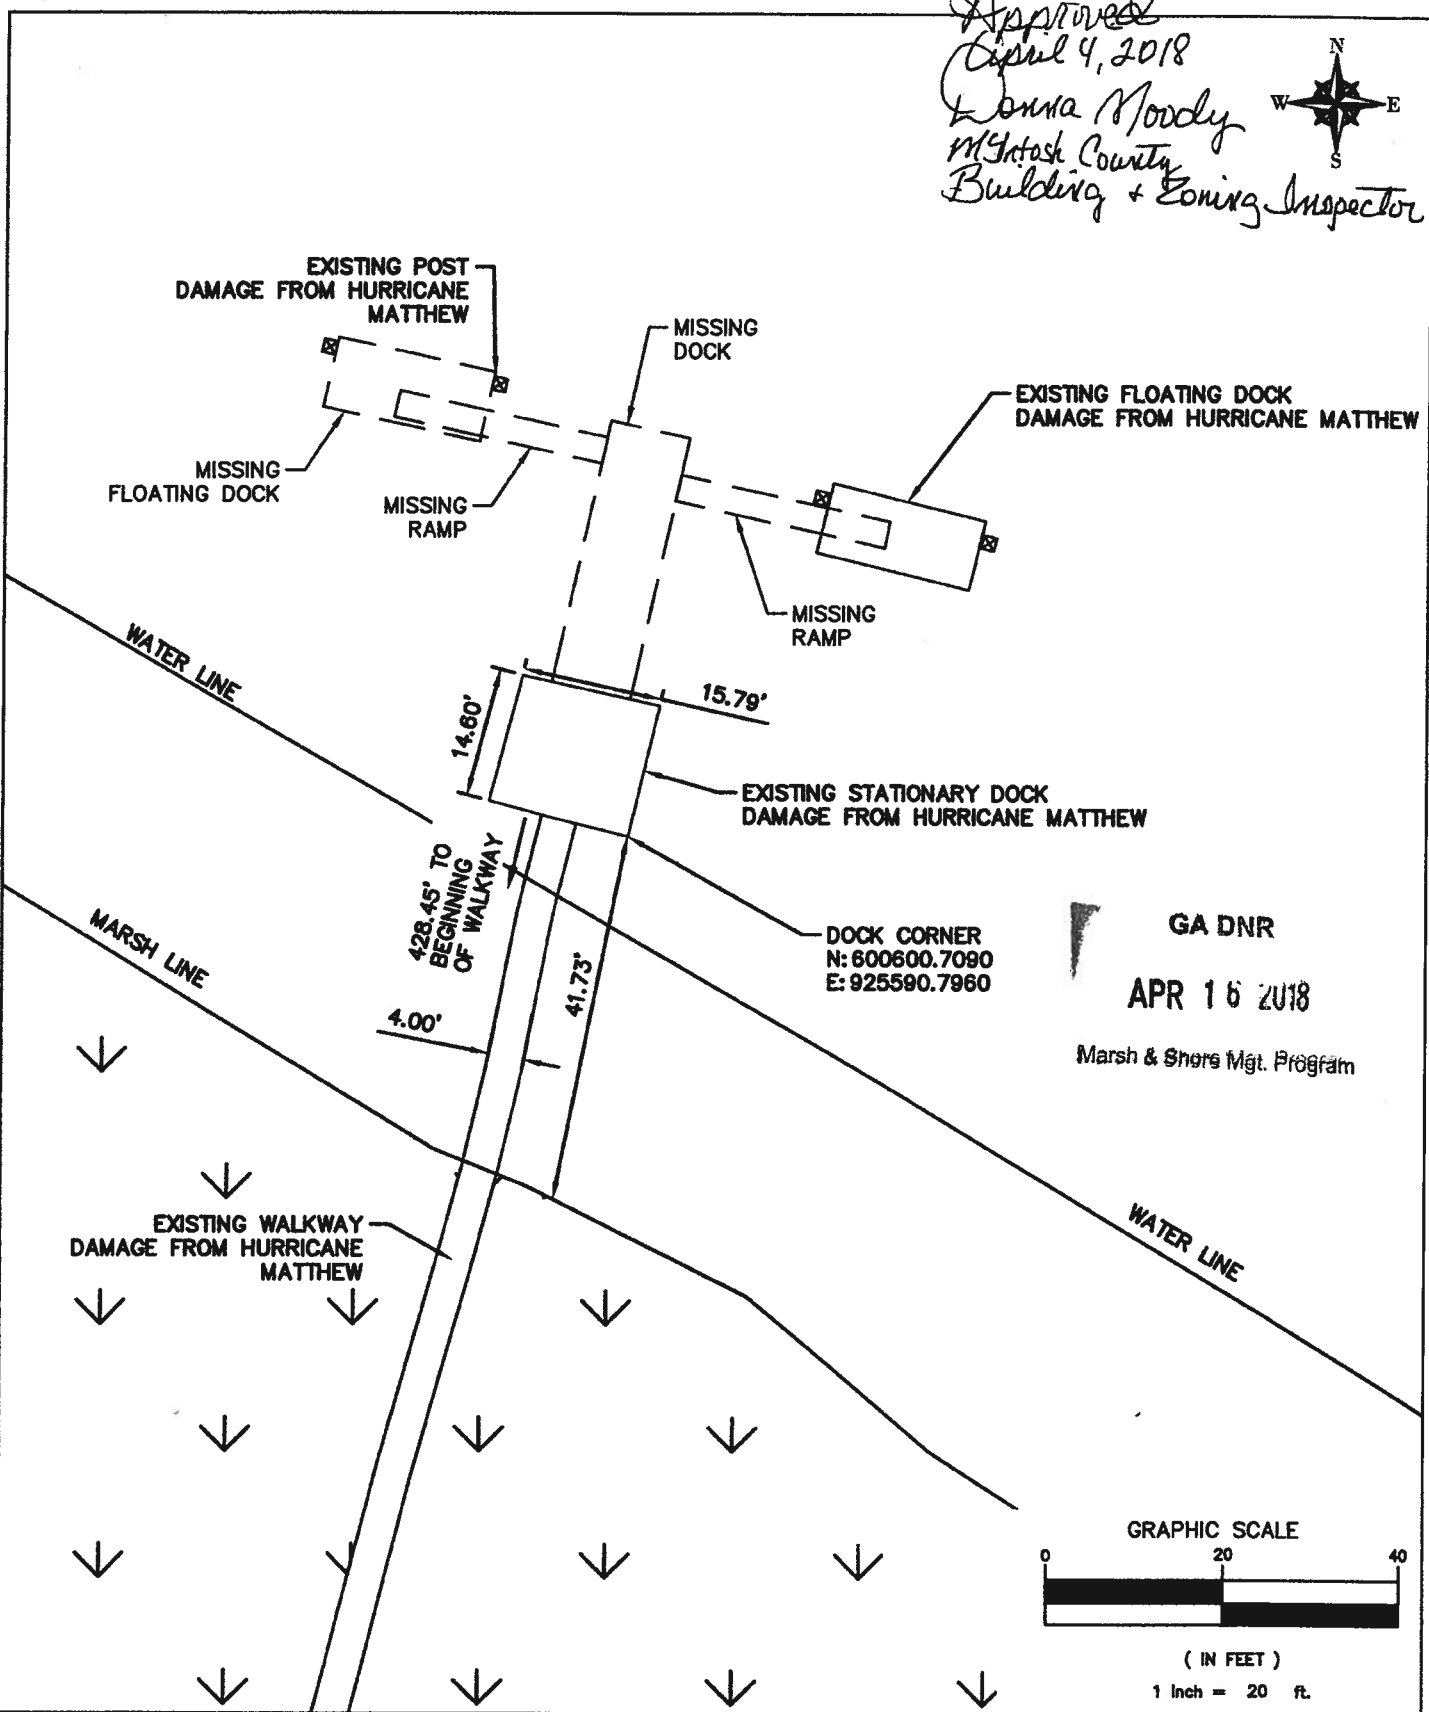 Approved
April 4, 2018
Donna Moody
McIntosh County
Building + Zoning Inspector
N
W E
S
EXISTING POST
DAMAGE FROM HURRICANE
MATTHEW
MISSING
DOCK
EXISTING FLOATING DOCK
DAMAGE FROM HURRICANE MATTHEW
MISSING
FLOATING DOCK
MISSING
RAMP
MISSING
RAMP
WATER LINE
15.79'
14.60'
EXISTING STATIONARY DOCK
DAMAGE FROM HURRICANE MATTHEW
428.45' TO
BEGINNING
OF WALKWAY
MARSH LINE
DOCK CORNER
N: 600600.7090
E: 925590.7960
41.73'
4.00'
GA DNR
APR 16 2018
Marsh & Shore Mgt. Program
EXISTING WALKWAY
DAMAGE FROM HURRICANE
MATTHEW
WATER LINE
GRAPHIC SCALE
0 20 40
( IN FEET )
1 inch = 20 ft.